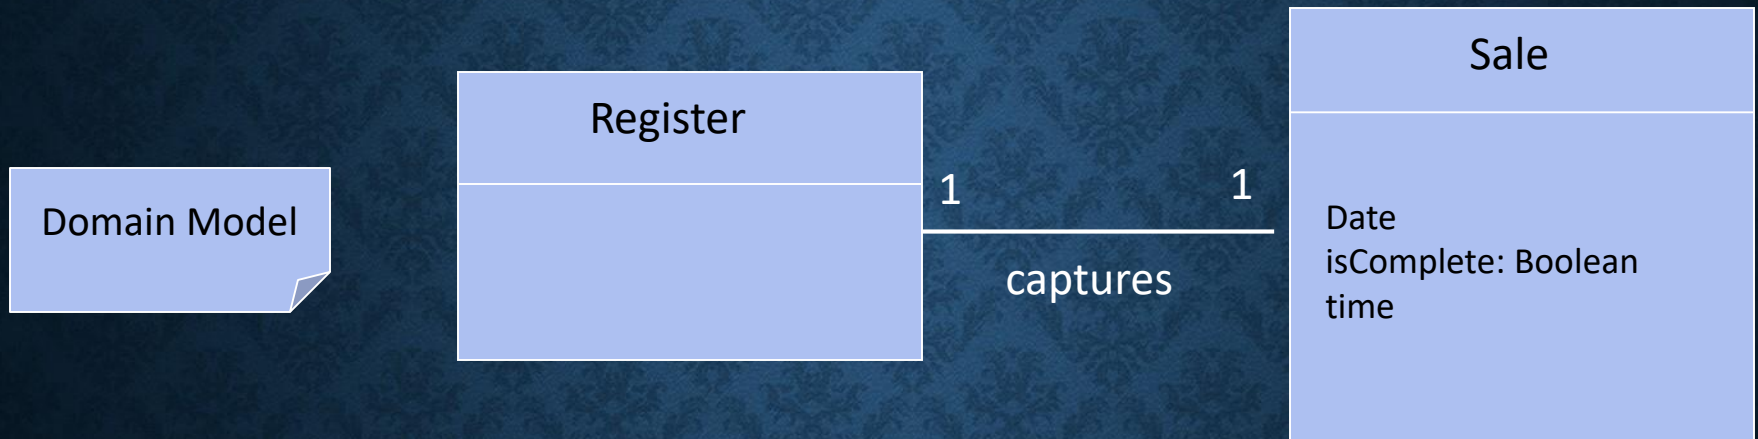 Domain Model
Register
1
1
captures
Sale
Date
isComplete: Boolean
time